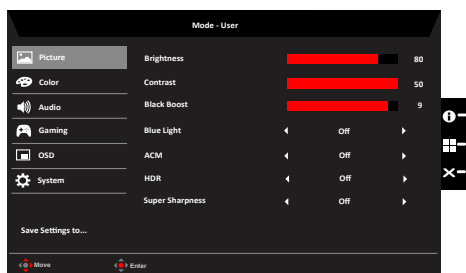 Mode - User
Picture
Brightness 80
Color
Contrast 50
Audio
Black Boost 9
Gaming
Blue Light Off
OSD
ACM Off
System
HDR Off
Super Sharpness Off
Save Settings to...
Move Enter